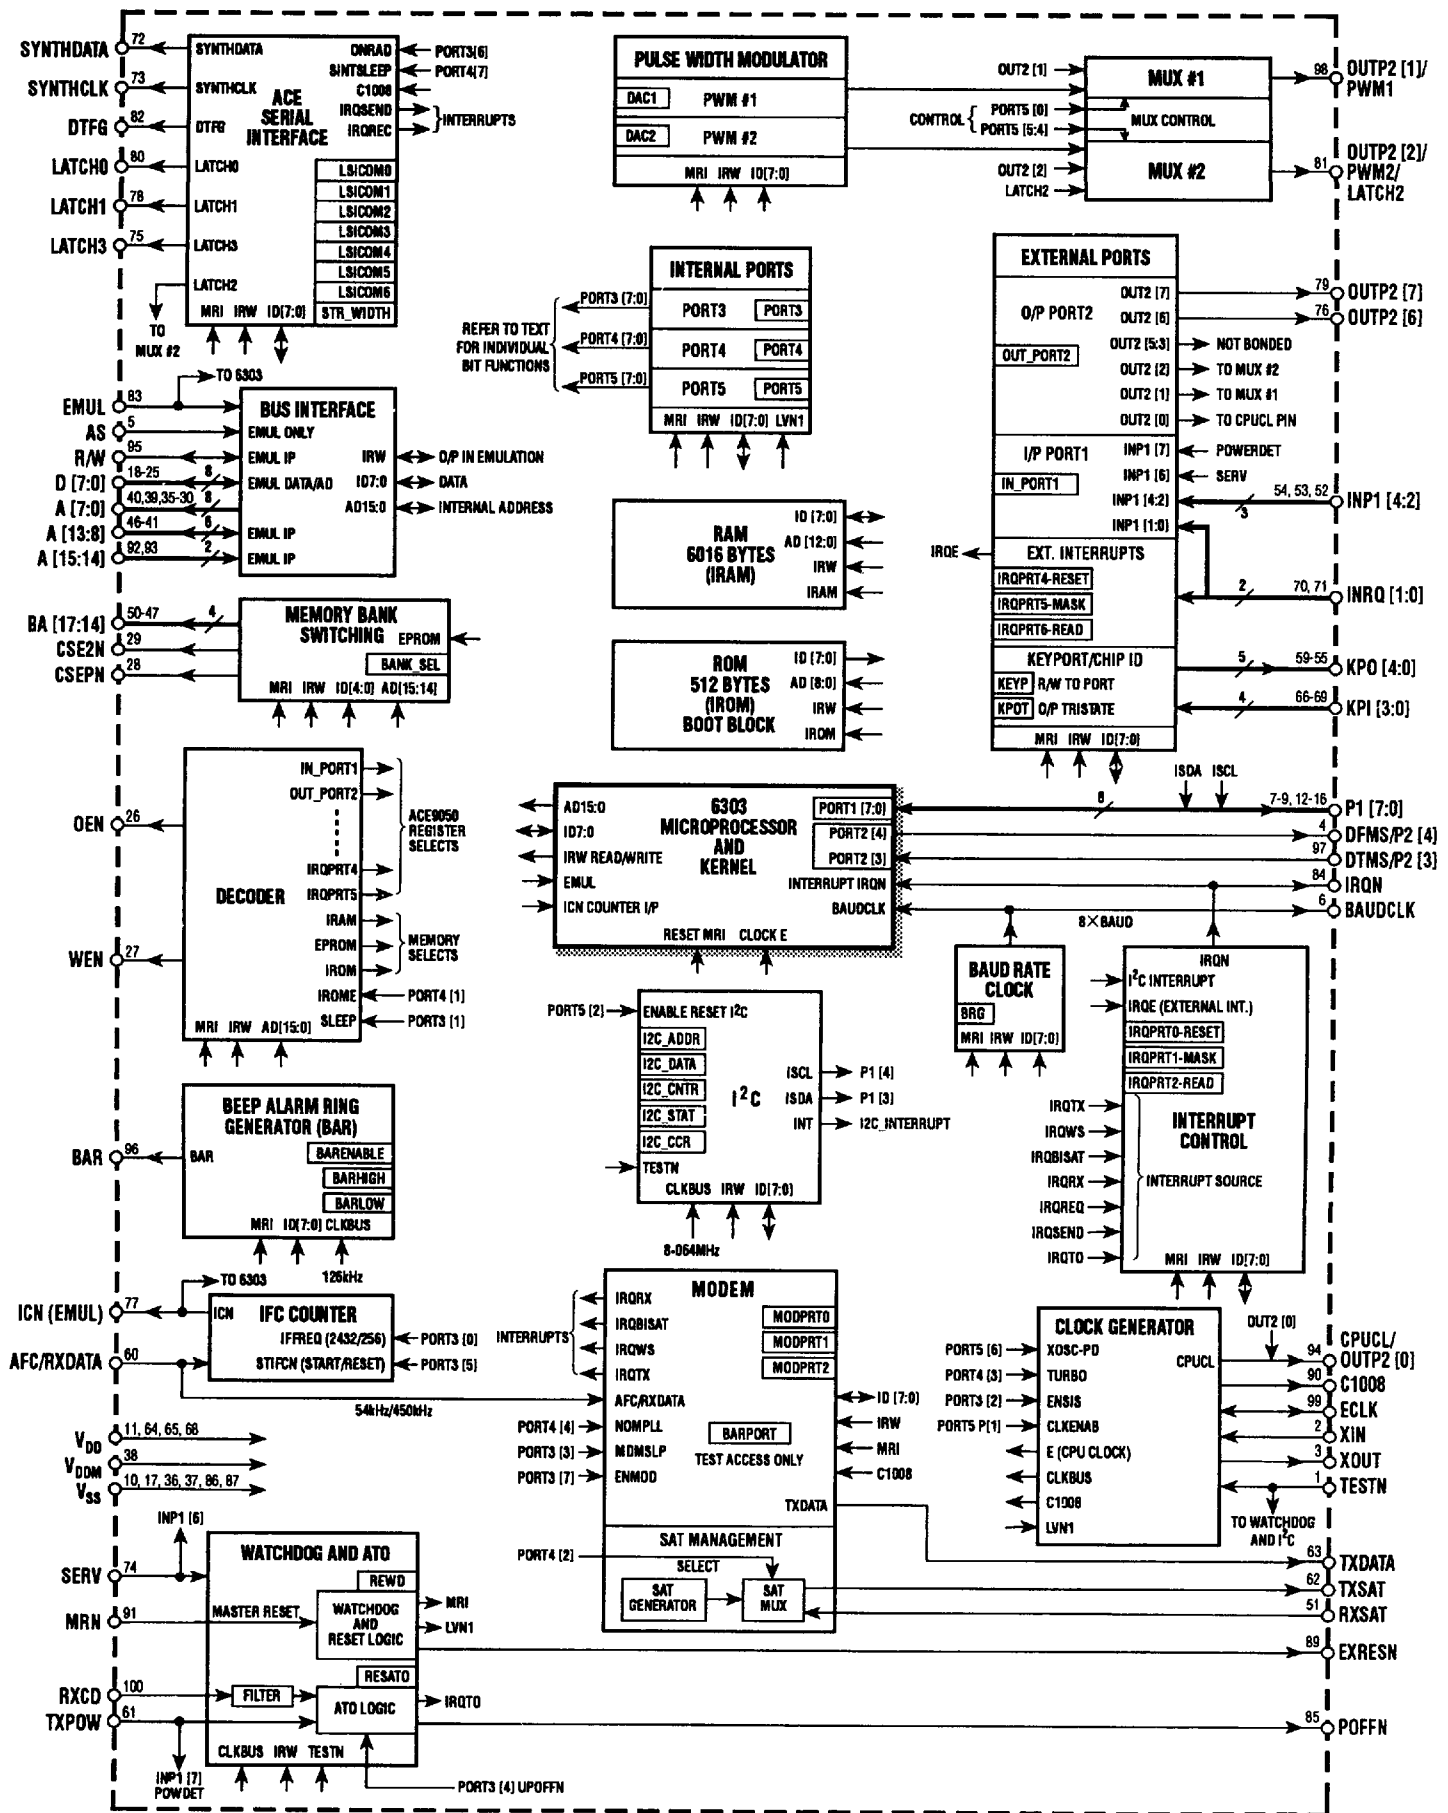 SYNTHDATA 72
SYNTHCLK 73
DTFG 82
LATCH0 80
LATCH1 78
LATCH3 75
SYNTHDATA
SYNTHCLK
DTFG
LATCH0
LATCH1
LATCH3
LATCH2
ACE
SERIAL
INTERFACE
ONRAD PORT3[6]
SINTSLEEP PORT4[7]
C1008
IRQSEND
IRQREC
INTERRUPTS
LSICOM0
LSICOM1
LSICOM2
LSICOM3
LSICOM4
LSICOM5
LSICOM6
STR_WIDTH
MRI IRW ID[7:0]
TO
MUX #2
PULSE WIDTH MODULATOR
DAC1 PWM #1
DAC2 PWM #2
MRI IRW ID[7:0]
OUT2 [1]
CONTROL
PORT5 [0]
PORT5 [5:4]
OUT2 [2]
LATCH2
MUX #1
MUX CONTROL
MUX #2
98 OUTP2 [1]/
PWM1
81 OUTP2 [2]/
PWM2/
LATCH2
INTERNAL PORTS
PORT3 [7:0] PORT3 PORT3
PORT4 [7:0] PORT4 PORT4
PORT5 [7:0] PORT5 PORT5
REFER TO TEXT
FOR INDIVIDUAL
BIT FUNCTIONS
MRI IRW ID[7:0] LVN1
EXTERNAL PORTS
O/P PORT2
OUT_PORT2
OUT2 [7] 79 OUTP2 [7]
OUT2 [6] 76 OUTP2 [6]
OUT2 [5:3] NOT BONDED
OUT2 [2] TO MUX #2
OUT2 [1] TO MUX #1
OUT2 [0] TO CPUCL PIN
I/P PORT1
IN_PORT1
INP1 [7] POWERDET
INP1 [6] SERV
INP1 [4:2] 3 54, 53, 52 INP1 [4:2]
INP1 [1:0]
IRQE
EXT. INTERRUPTS
IRQPRT4-RESET
IRQPRT5-MASK
IRQPRT6-READ
2 70, 71 INRQ [1:0]
KEYPORT/CHIP ID
KEYP R/W TO PORT
KPOT O/P TRISTATE
5 59-55 KPO [4:0]
4 66-69 KPI [3:0]
MRI IRW ID[7:0]
TO 6303
EMUL 83
AS 5
R/W 95
D [7:0] 18-25 8
A [7:0] 40,39,35-30 8
A [13:8] 46-41 6
A [15:14] 92,93 2
BUS INTERFACE
EMUL ONLY
EMUL IP
EMUL DATA/AD
EMUL IP
EMUL IP
IRW O/P IN EMULATION
ID7:0 DATA
AD15:0 INTERNAL ADDRESS
RAM
6016 BYTES
(IRAM)
ID [7:0]
AD [12:0]
IRW
IRAM
BA [17:14] 50-47 4
CSE2N 29
CSEPN 28
MEMORY BANK
SWITCHING
EPROM
BANK_SEL
MRI IRW ID[4:0] AD[15:14]
ROM
512 BYTES
(IROM)
BOOT BLOCK
ID [7:0]
AD [8:0]
IRW
IROM
OEN 26
WEN 27
DECODER
IN_PORT1
OUT_PORT2
IRQPRT4
IRQPRT5
ACE9050
REGISTER
SELECTS
IRAM
EPROM
IROM
MEMORY
SELECTS
IROME PORT4 [1]
SLEEP PORT3 [1]
MRI IRW AD[15:0]
6303
MICROPROCESSOR
AND
KERNEL
AD15:0
ID7:0
IRW READ/WRITE
EMUL
ICN COUNTER I/P
PORT1 [7:0]
PORT2 [4]
PORT2 [3]
INTERRUPT IRQN
BAUDCLK
RESET MRI CLOCK E
ISDA ISCL
8 7-9, 12-16 P1 [7:0]
4 DFMS/P2 [4]
97 DTMS/P2 [3]
84 IRQN
6 BAUDCLK
8×BAUD
BAUD RATE
CLOCK
BRG
MRI IRW ID[7:0]
PORT5 [2] ENABLE RESET I²C
I2C_ADDR
I2C_DATA
I2C_CNTR
I2C_STAT
I2C_CCR
I²C
ISCL P1 [4]
ISDA P1 [3]
INT I2C_INTERRUPT
TESTN
CLKBUS IRW ID[7:0]
8·064MHz
IRQN
I²C INTERRUPT
IRQE (EXTERNAL INT.)
IRQPRT0-RESET
IRQPRT1-MASK
IRQPRT2-READ
INTERRUPT
CONTROL
IRQTX
IRQWS
IRQBISAT
IRQRX
IRQREQ
IRQSEND
IRQTO
INTERRUPT SOURCE
MRI IRW ID[7:0]
BAR 96
BEEP ALARM RING
GENERATOR (BAR)
BAR
BARENABLE
BARHIGH
BARLOW
MRI ID[7:0] CLKBUS
126kHz
TO 6303
ICN (EMUL) 77
AFC/RXDATA 60
ICN
IFC COUNTER
IFFREQ (2432/256) PORT3 [0]
STIFCN (START/RESET) PORT3 [5]
54kHz/450kHz
V_DD 11, 64, 65, 68
V_DDM 38
V_SS 10, 17, 36, 37, 86, 87
MODEM
INTERRUPTS
IRQRX
IRQBISAT
IRQWS
IRQTX
AFC/RXDATA
PORT4 [4] NOMPLL
PORT3 [3] MDMSLP
PORT3 [7] ENMOD
MODPRT0
MODPRT1
MODPRT2
BARPORT
TEST ACCESS ONLY
ID [7:0]
IRW
MRI
C1008
TXDATA
SAT MANAGEMENT
PORT4 [2]
SELECT
SAT
GENERATOR
SAT
MUX
CLOCK GENERATOR
PORT5 [6] XOSC-PD
PORT4 [3] TURBO
PORT3 [2] ENSIS
PORT5 P[1] CLKENAB
E (CPU CLOCK)
CLKBUS
C1008
LVN1
CPUCL
OUT2 [0]
94 CPUCL/
OUTP2 [0]
90 C1008
99 ECLK
2 XIN
3 XOUT
1 TESTN
TO WATCHDOG
AND I²C
63 TXDATA
62 TXSAT
51 RXSAT
89 EXRESN
85 POFFN
INP1 [6]
SERV 74
MRN 91
RXCD 100
TXPOW 61
WATCHDOG AND ATO
REWD
MASTER RESET
WATCHDOG
AND
RESET LOGIC
MRI
LVN1
RESATO
FILTER
ATO LOGIC
IRQTO
CLKBUS IRW TESTN
INP1 [7]
POWDET
PORT3 [4] UPOFFN